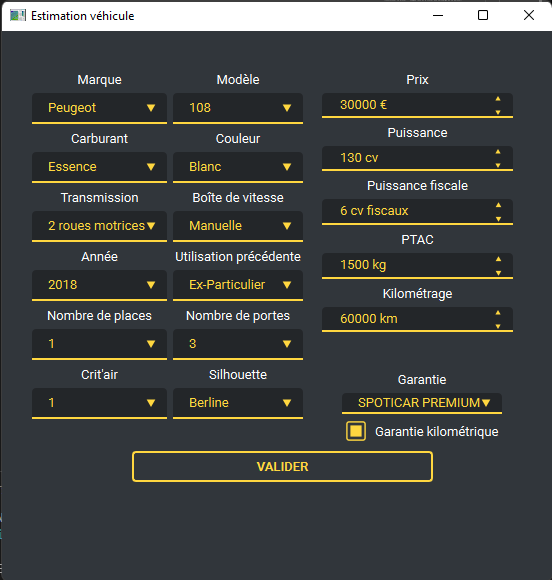 Estimation véhicule
Marque Modèle Prix
Peugeot 108 30000 €
Carburant Couleur Puissance
Essence Blanc 130 cv
Transmission Boîte de vitesse Puissance fiscale
2 roues motrices Manuelle 6 cv fiscaux
Année Utilisation précédente PTAC
2018 Ex-Particulier 1500 kg
Nombre de places Nombre de portes Kilométrage
1 3 60000 km
Crit'air Silhouette Garantie
1 Berline SPOTICAR PREMIUM
Garantie kilométrique
VALIDER